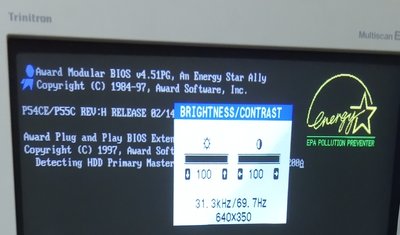 Trinitron
Multiscan E
Award Modular BIOS v4.51PG, An Energy Star Ally
Copyright (C) 1984-97, Award Software, Inc.
P54CE/P55C REV:H RELEASE 02/14
BRIGHTNESS/CONTRAST
energy
EPA POLLUTION PREVENTER
Award Plug and Play BIOS Exten
Copyright (C) 1997, Award Soft
Detecting HDD Primary Master
200A
100
100
31.3kHz/69.7Hz
640X350